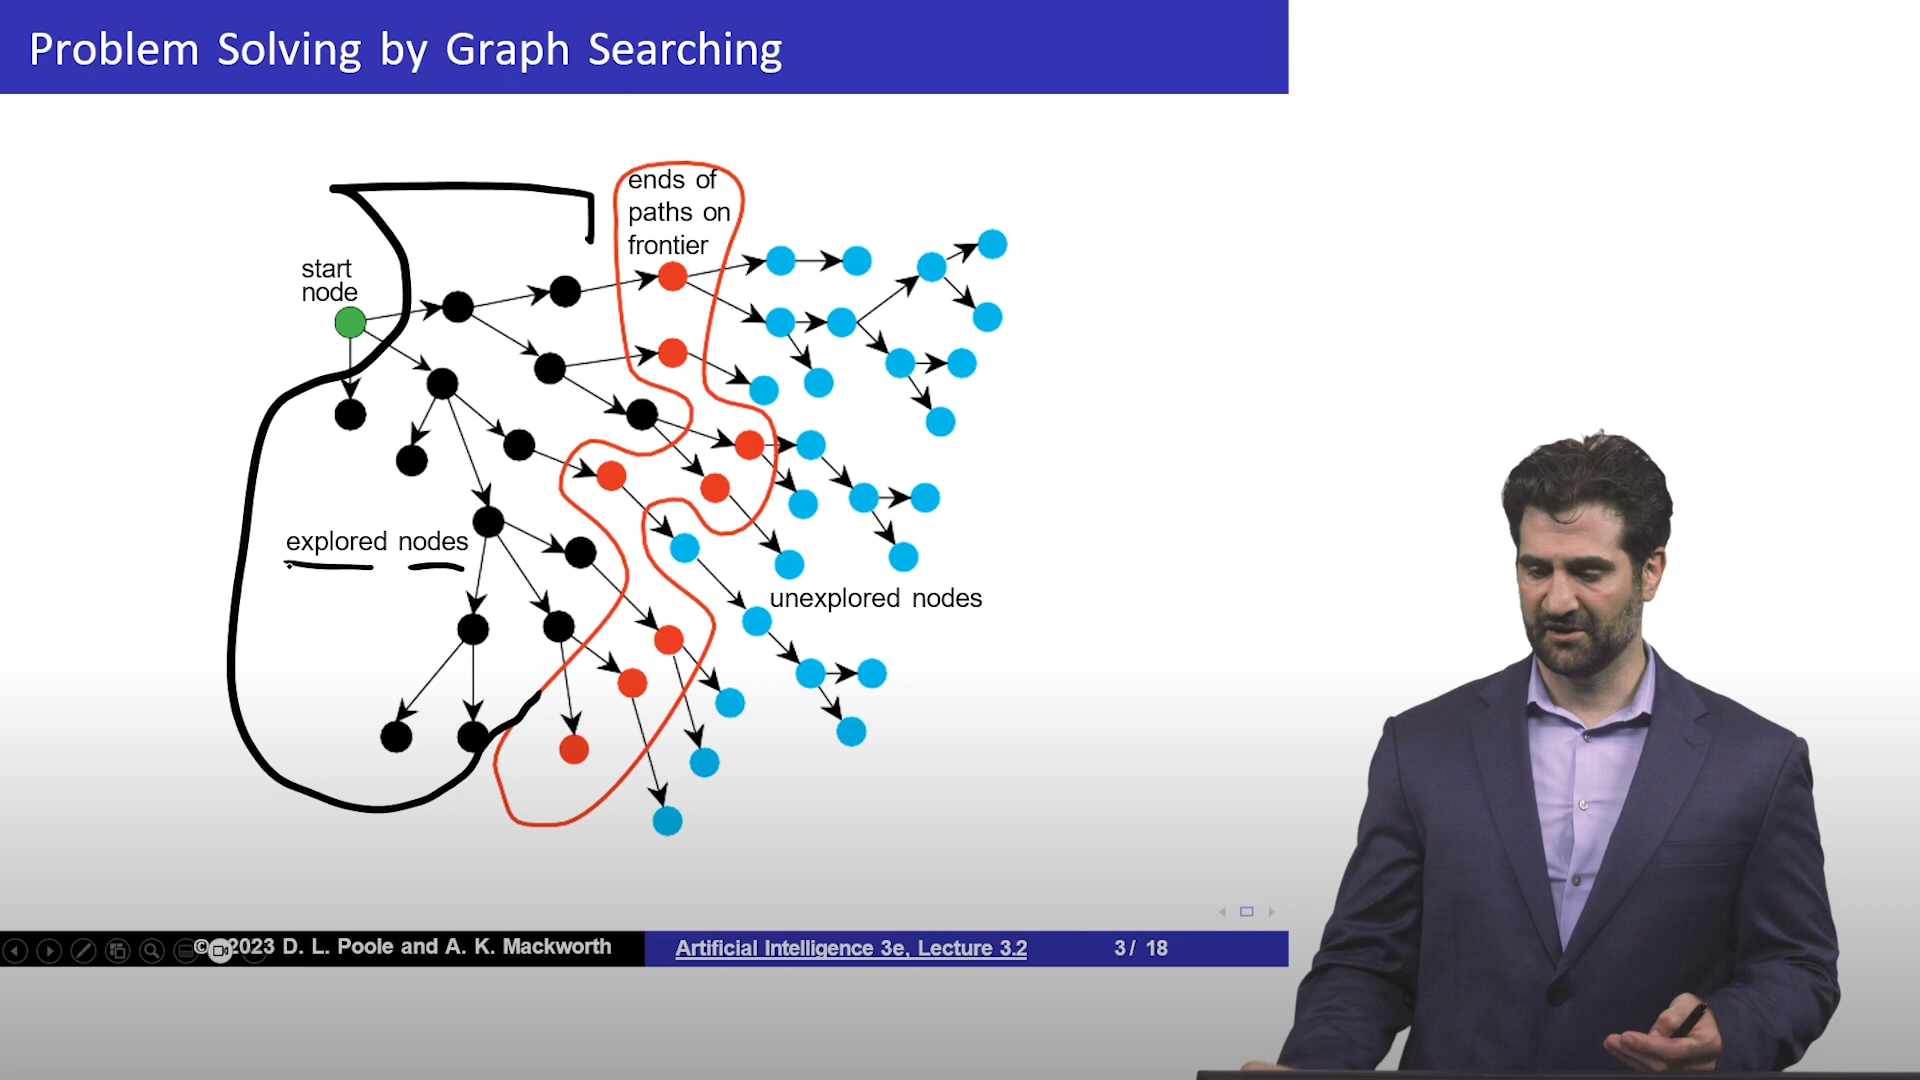 Problem Solving by Graph Searching
ends of
paths on
frontier
start
node
explored nodes
unexplored nodes
© 2023 D. L. Poole and A. K. Mackworth
Artificial Intelligence 3e, Lecture 3.2
3 / 18